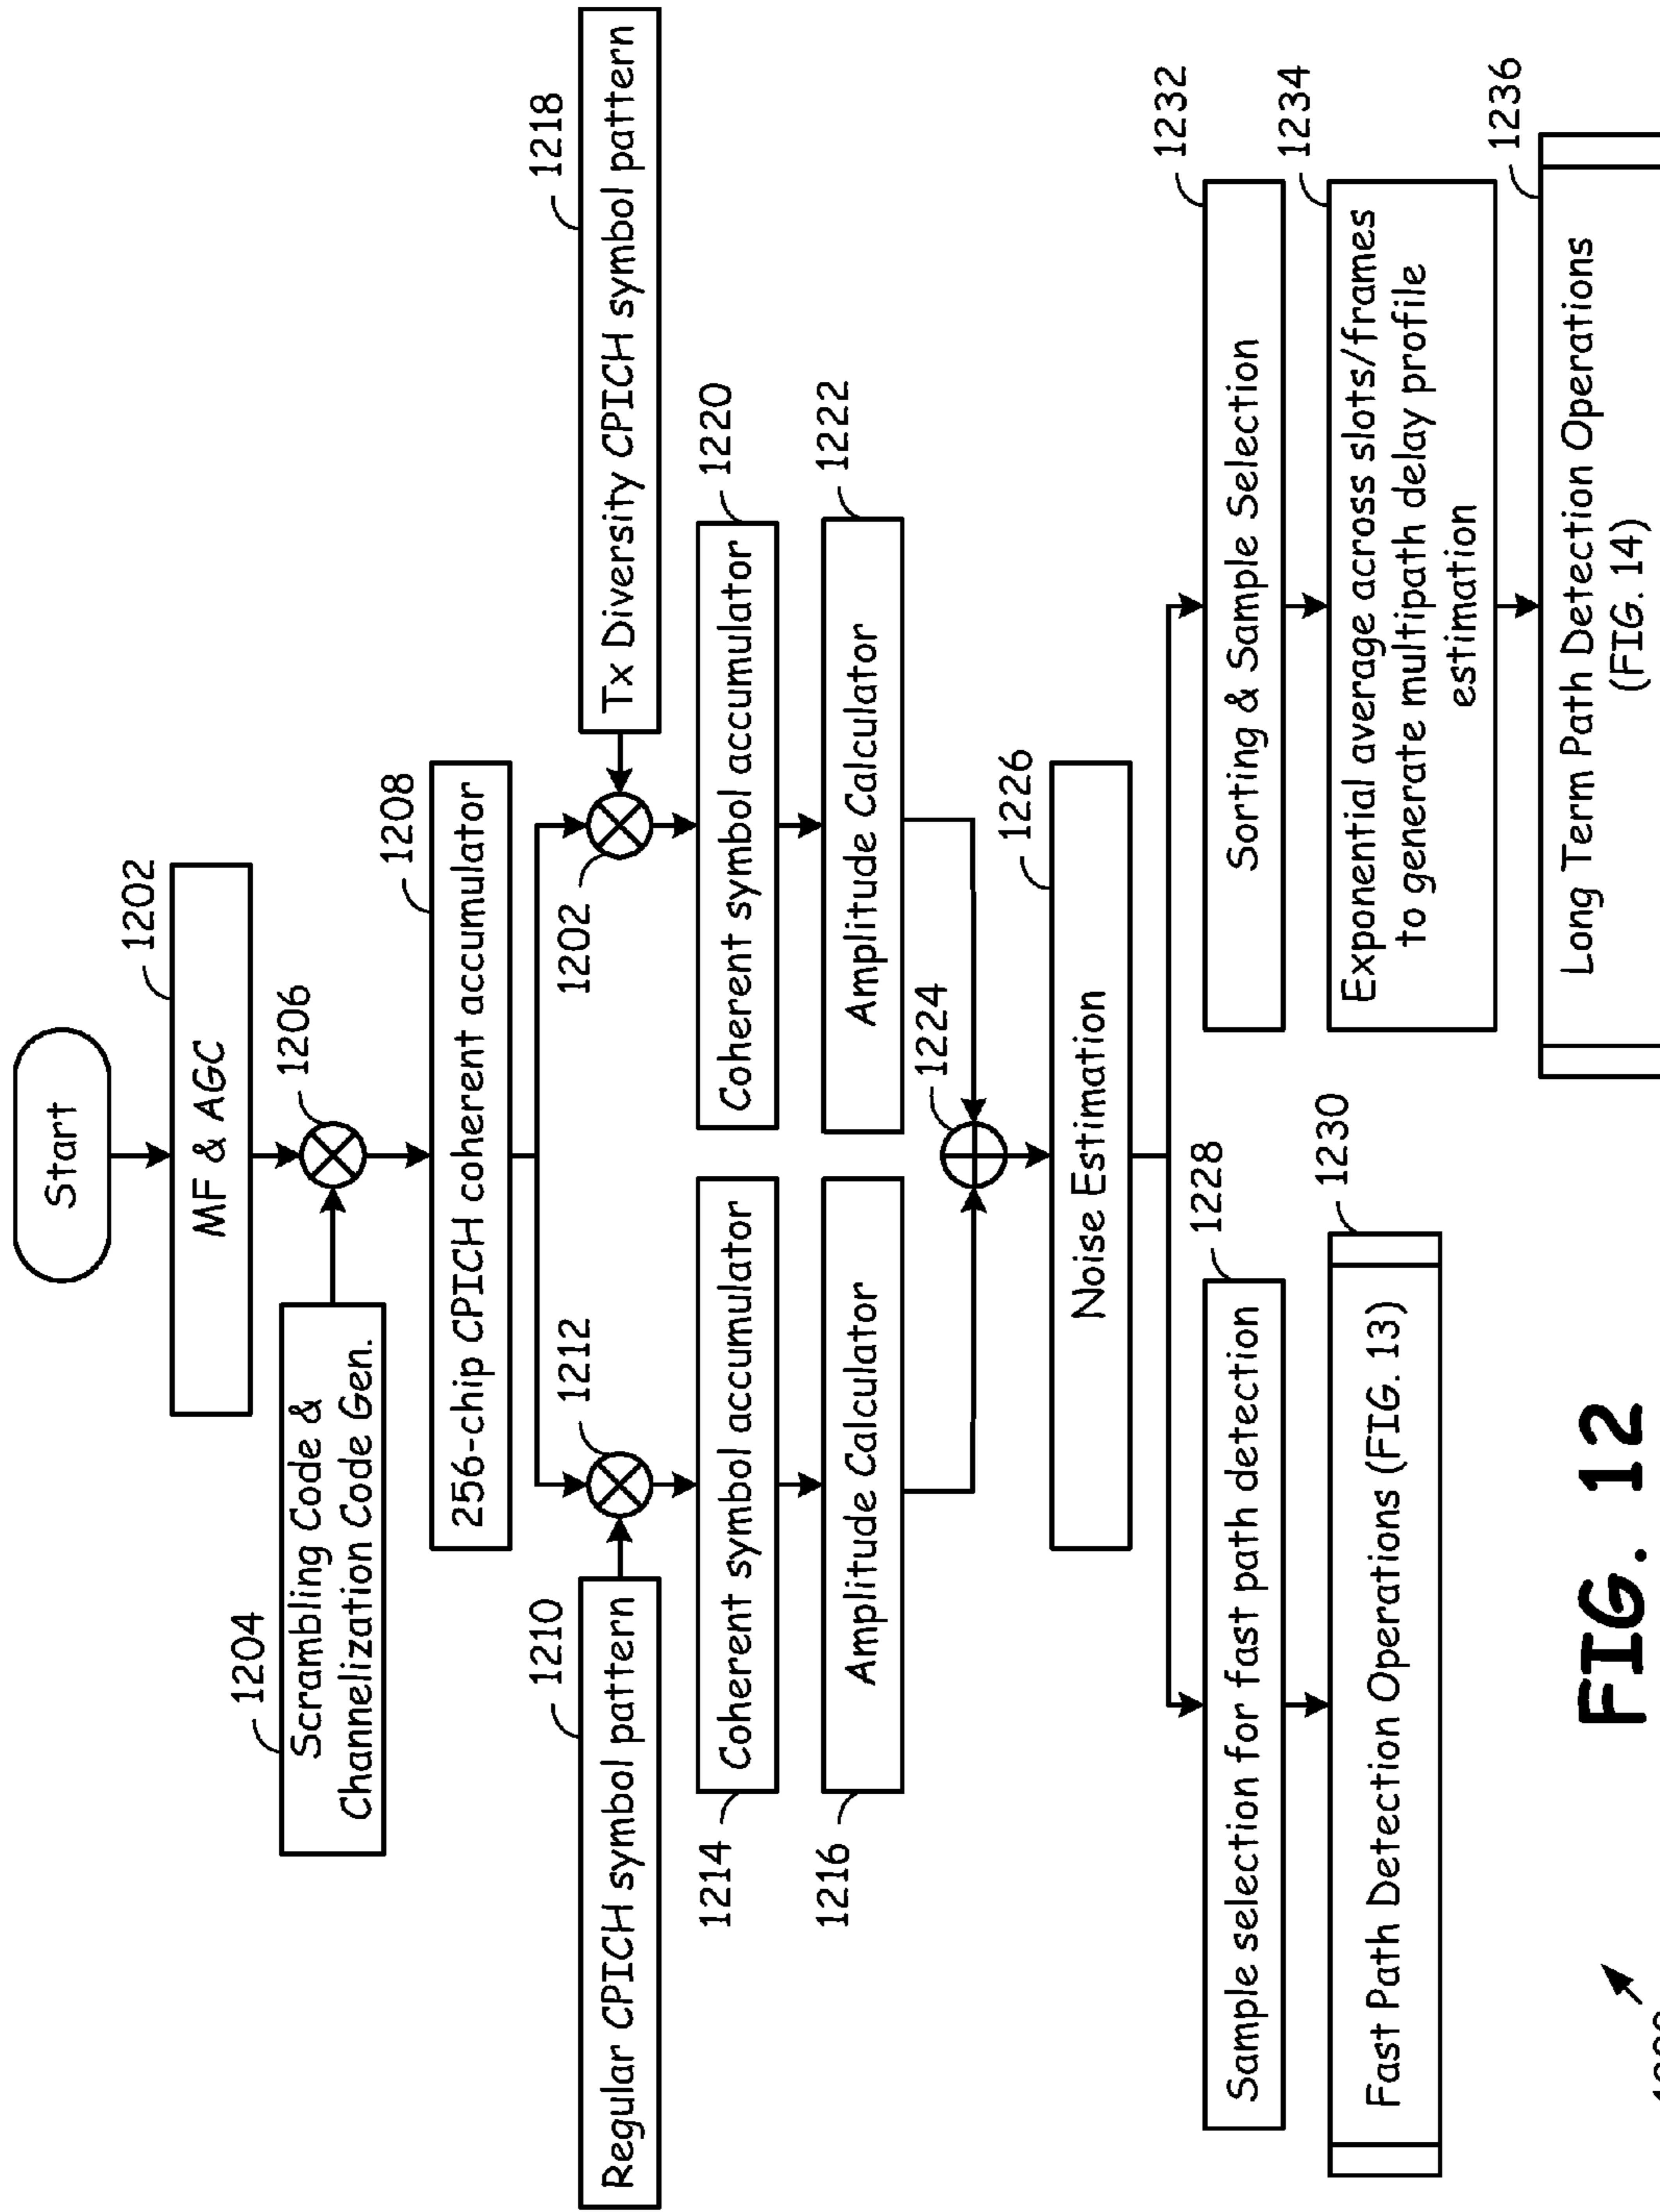 Start
MF & AGC
1202
1204
Scrambling Code &
Channelization Code Gen.
1206
256-chip CPICH coherent accumulator
1208
1210
Regular CPICH symbol pattern
1212
1202
Tx Diversity CPICH symbol pattern
1218
1214
Coherent symbol accumulator
Coherent symbol accumulator
1220
1216
Amplitude Calculator
Amplitude Calculator
1222
1224
Noise Estimation
1226
Sample selection for fast path detection
1228
Sorting & Sample Selection
1232
Fast Path Detection Operations (FIG. 13)
1230
Exponential average across slots/frames
to generate multipath delay profile
estimation
1234
Long Term Path Detection Operations
(FIG. 14)
1236
FIG. 12